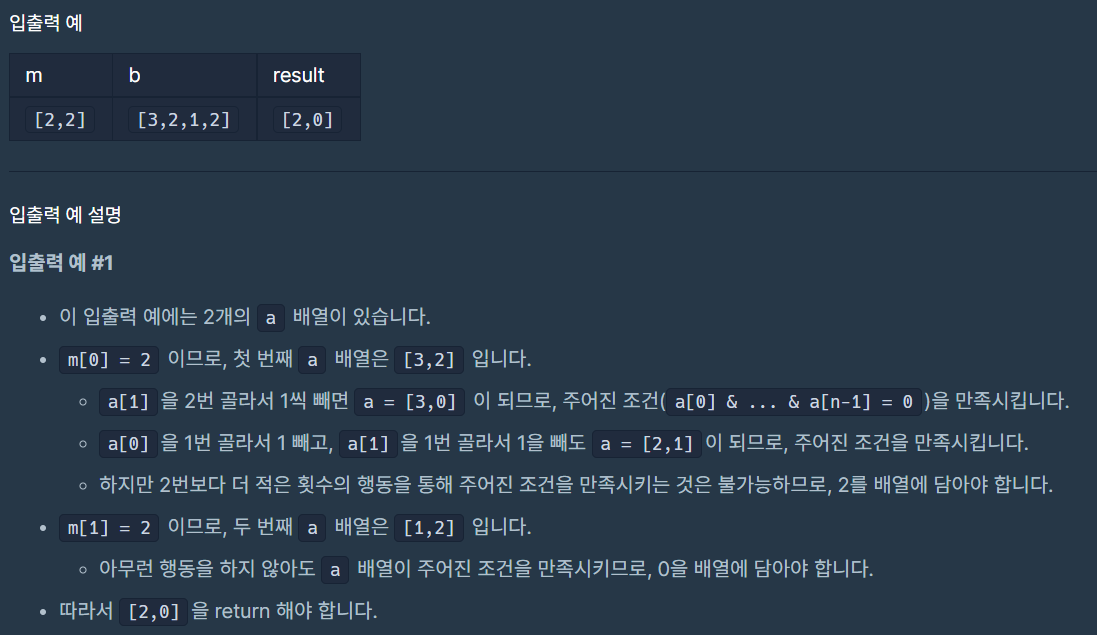 입출력 예
m b result
[2,2] [3,2,1,2] [2,0]
입출력 예 설명
입출력 예 #1
• 이 입출력 예에는 2개의 a 배열이 있습니다.
• m[0] = 2 이므로, 첫 번째 a 배열은 [3,2] 입니다.
◦ a[1] 을 2번 골라서 1씩 빼면 a = [3,0] 이 되므로, 주어진 조건( a[0] & ... & a[n-1] = 0 )을 만족시킵니다.
◦ a[0] 을 1번 골라서 1 빼고, a[1] 을 1번 골라서 1을 빼도 a = [2,1] 이 되므로, 주어진 조건을 만족시킵니다.
◦ 하지만 2번보다 더 적은 횟수의 행동을 통해 주어진 조건을 만족시키는 것은 불가능하므로, 2를 배열에 담아야 합니다.
• m[1] = 2 이므로, 두 번째 a 배열은 [1,2] 입니다.
◦ 아무런 행동을 하지 않아도 a 배열이 주어진 조건을 만족시키므로, 0을 배열에 담아야 합니다.
• 따라서 [2,0] 을 return 해야 합니다.